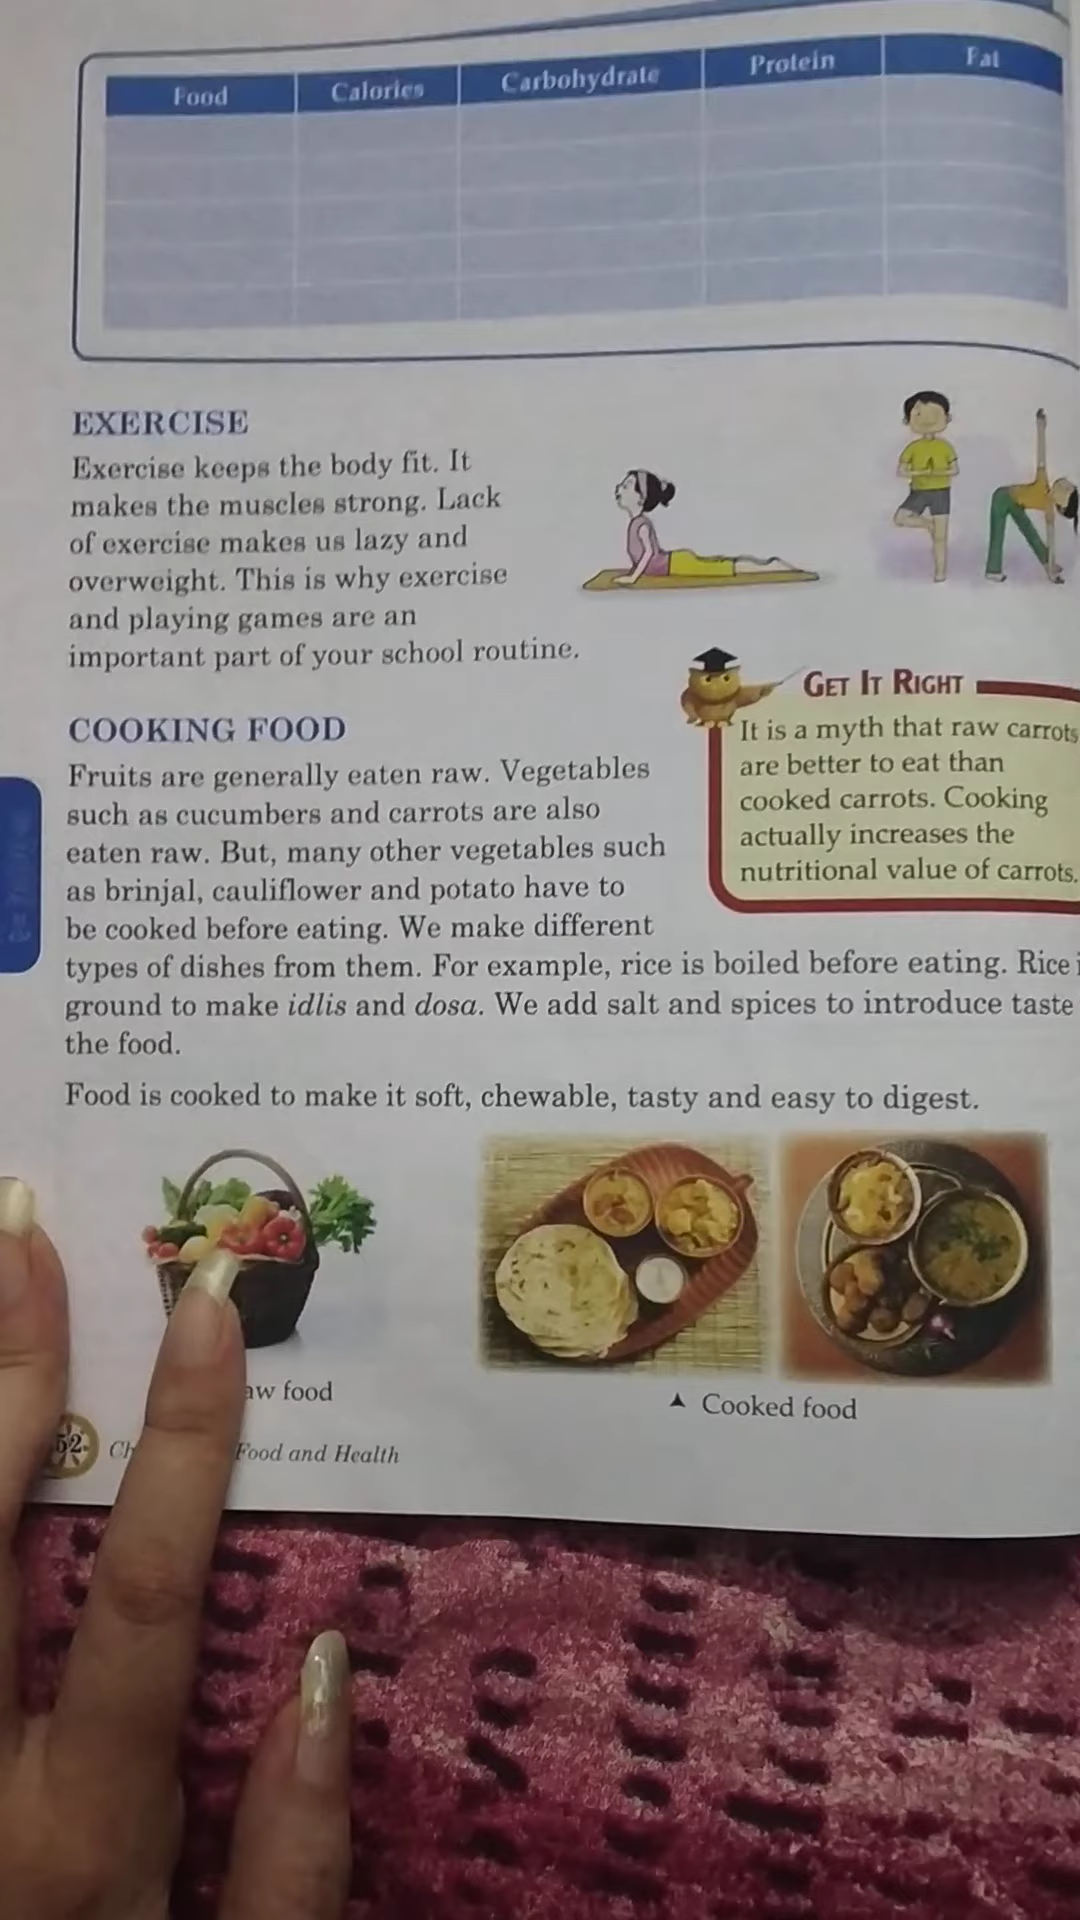 Food Calories Carbohydrate Protein Fat
EXERCISE
Exercise keeps the body fit. It
makes the muscles strong. Lack
of exercise makes us lazy and
overweight. This is why exercise
and playing games are an
important part of your school routine.
GET IT RIGHT
It is a myth that raw carrots
are better to eat than
cooked carrots. Cooking
actually increases the
nutritional value of carrots.
COOKING FOOD
Fruits are generally eaten raw. Vegetables
such as cucumbers and carrots are also
eaten raw. But, many other vegetables such
as brinjal, cauliflower and potato have to
be cooked before eating. We make different
types of dishes from them. For example, rice is boiled before eating. Rice
ground to make idlis and dosa. We add salt and spices to introduce taste
the food.
Food is cooked to make it soft, chewable, tasty and easy to digest.
food
Cooked food
52 Food and Health